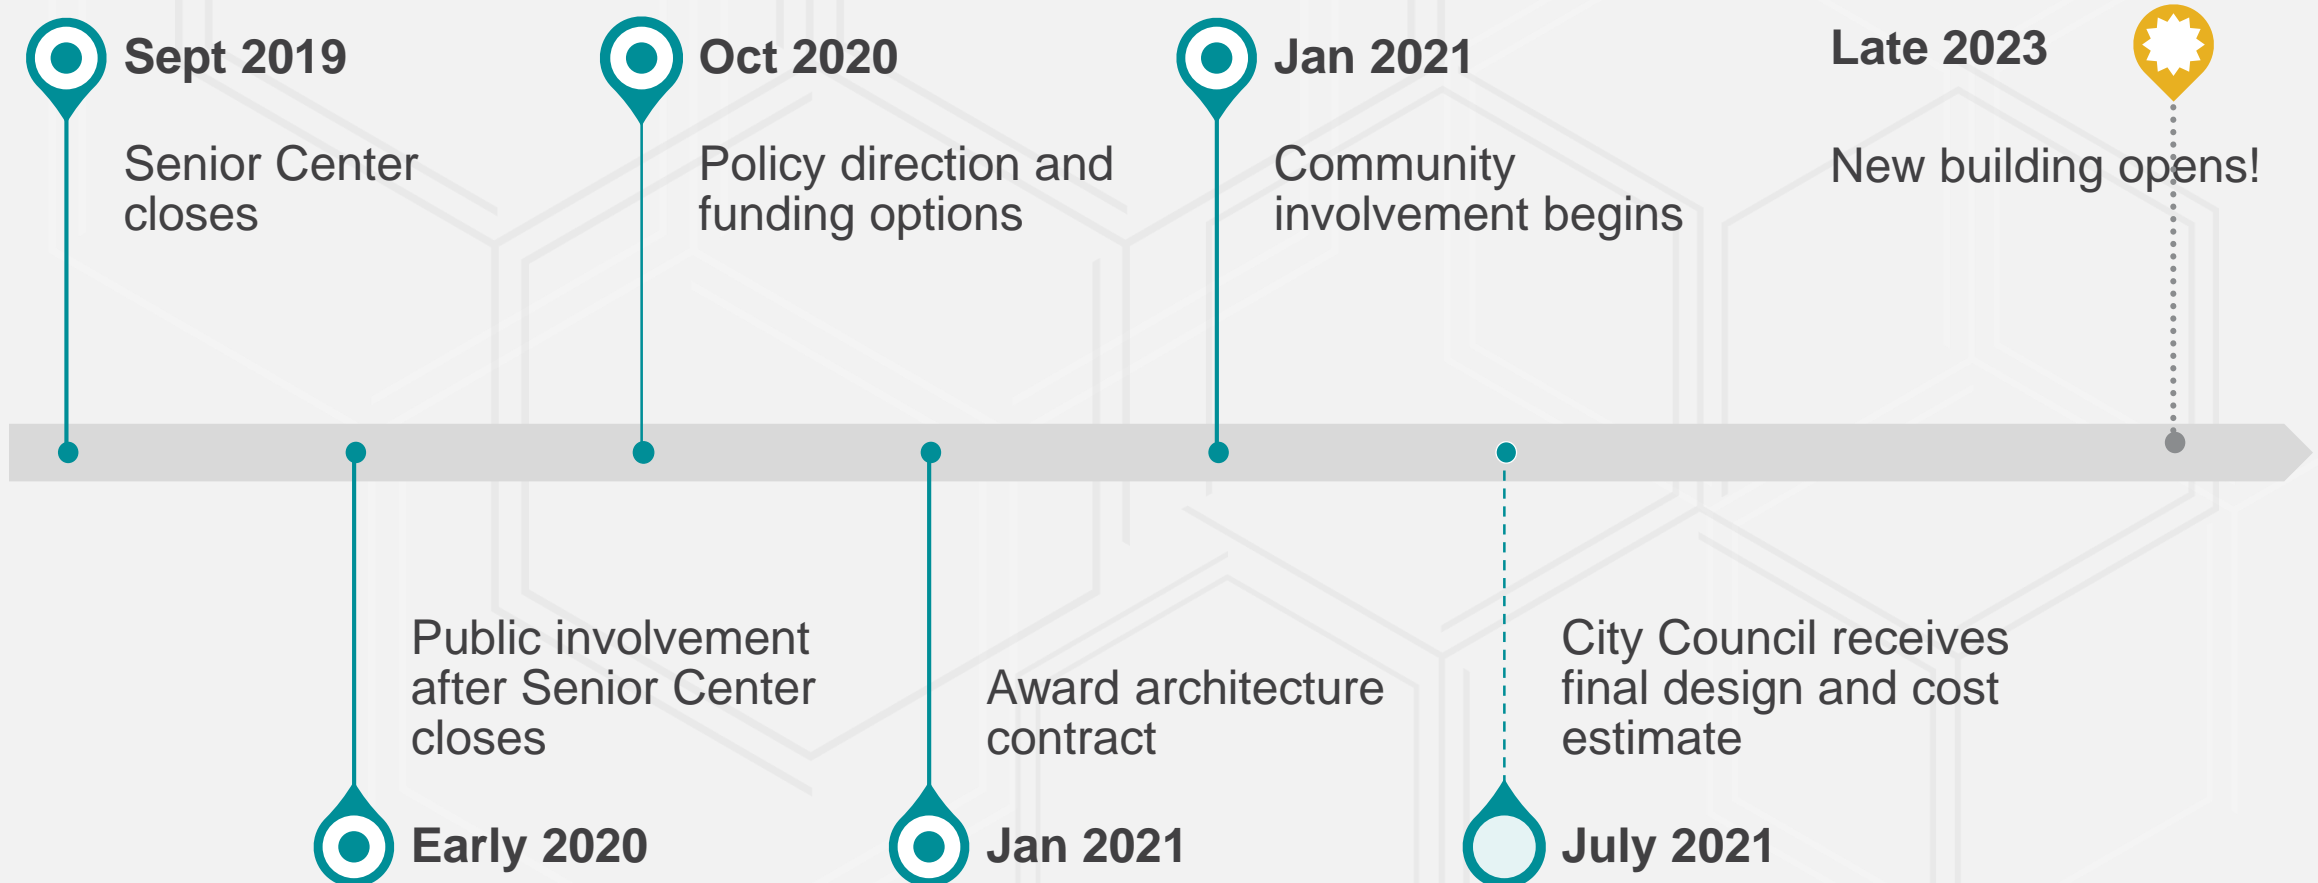 Sept 2019
Senior Center
closes
Public involvement
after Senior Center
closes
Early 2020
Oct 2020
Policy direction and
funding options
Award architecture
contract
Jan 2021
Jan 2021
Community
involvement begins
City Council receives
final design and cost
estimate
July 2021
Late 2023
New building opens!